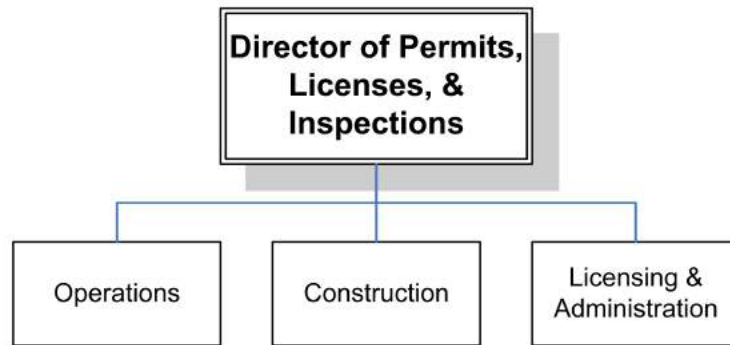 Director of Permits,
Licenses, &
Inspections
Operations
Construction
Licensing &
Administration